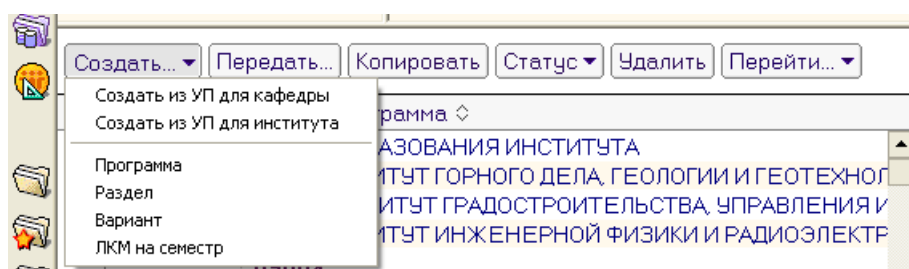 Создать... Передать... Копировать Статус Удалить Перейти...
Создать из УП для кафедры
Создать из УП для института
Программа
Раздел
Вариант
ЛКМ на семестр
рамма
АЗОВАНИЯ ИНСТИТУТА
ИТУТ ГОРНОГО ДЕЛА, ГЕОЛОГИИ И ГЕОТЕХНОЛ
ИТУТ ГРАДОСТРОИТЕЛЬСТВА, УПРАВЛЕНИЯ И
ИТУТ ИНЖЕНЕРНОЙ ФИЗИКИ И РАДИОЭЛЕКТР